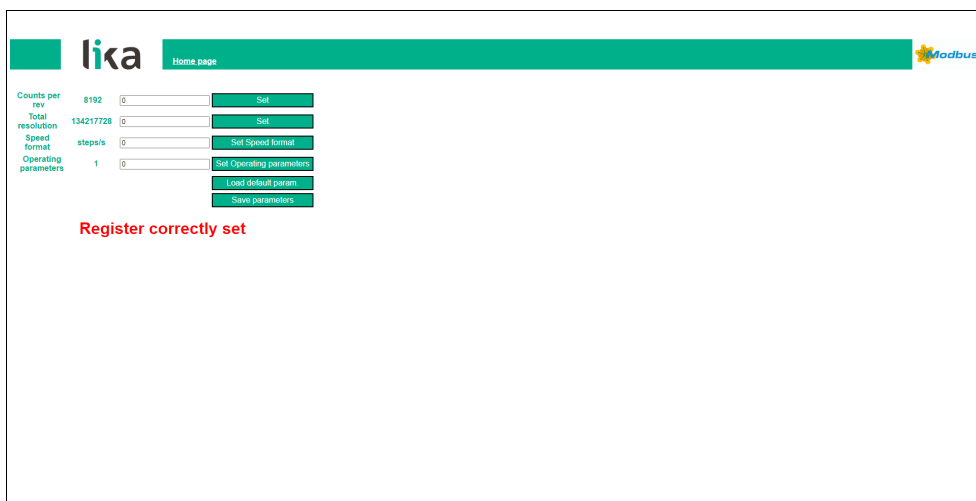 lika
Home page
Modbus
Counts per
rev
8192
0
Set
Total
resolution
134217728
0
Set
Speed
format
steps/s
0
Set Speed format
Operating
parameters
1
0
Set Operating parameters
Load default param.
Save parameters
Register correctly set